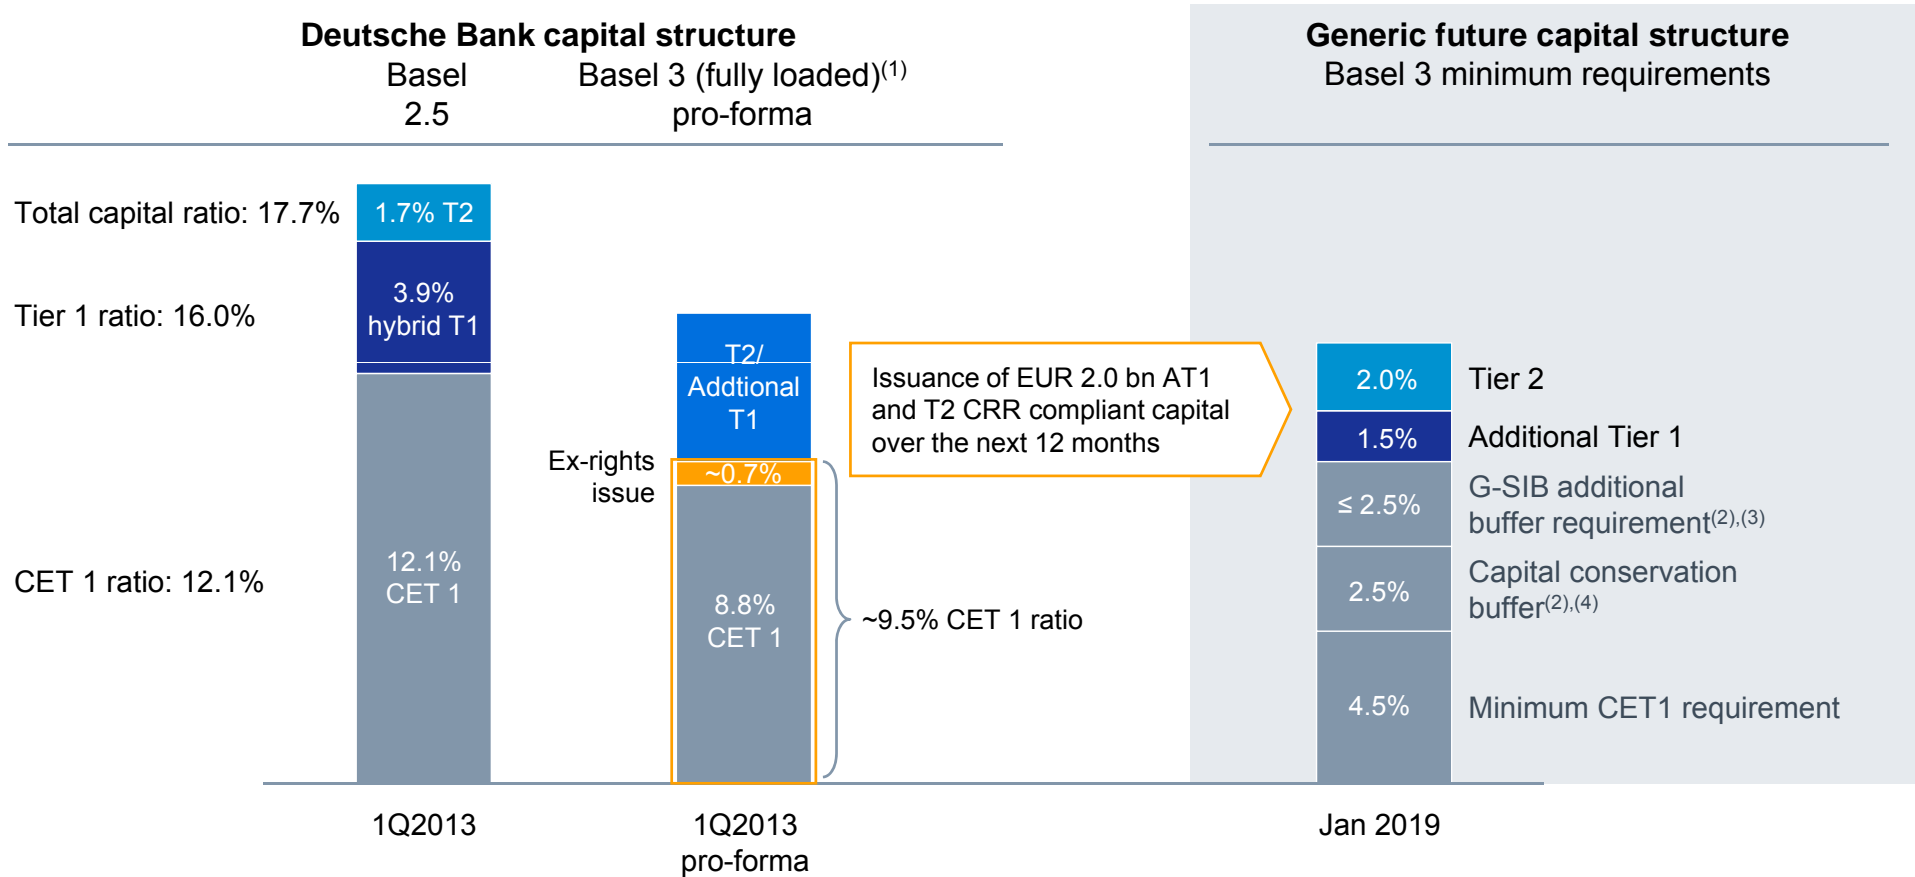 Deutsche Bank capital structure
Basel
2.5
Basel 3 (fully loaded)(1)
pro-forma
Generic future capital structure
Basel 3 minimum requirements
Total capital ratio: 17.7%
1.7% T2
Tier 1 ratio: 16.0%
3.9%
hybrid T1
CET 1 ratio: 12.1%
12.1%
CET 1
T2/
Addtional
T1
Ex-rights
issue
~0.7%
8.8%
CET 1
~9.5% CET 1 ratio
Issuance of EUR 2.0 bn AT1
and T2 CRR compliant capital
over the next 12 months
2.0%
Tier 2
1.5%
Additional Tier 1
≤ 2.5%
G-SIB additional
buffer requirement(2),(3)
2.5%
Capital conservation
buffer(2),(4)
4.5%
Minimum CET1 requirement
1Q2013
1Q2013
pro-forma
Jan 2019